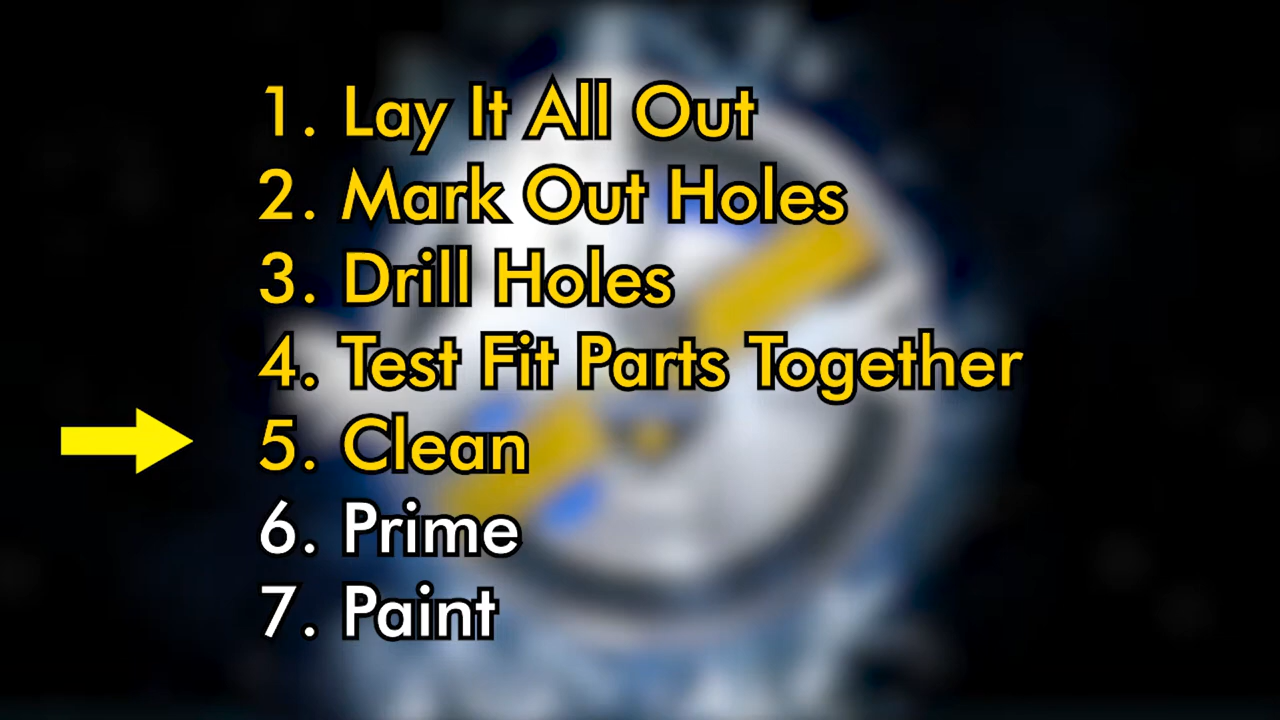 1. Lay It All Out
2. Mark Out Holes
3. Drill Holes
4. Test Fit Parts Together
5. Clean
6. Prime
7. Paint